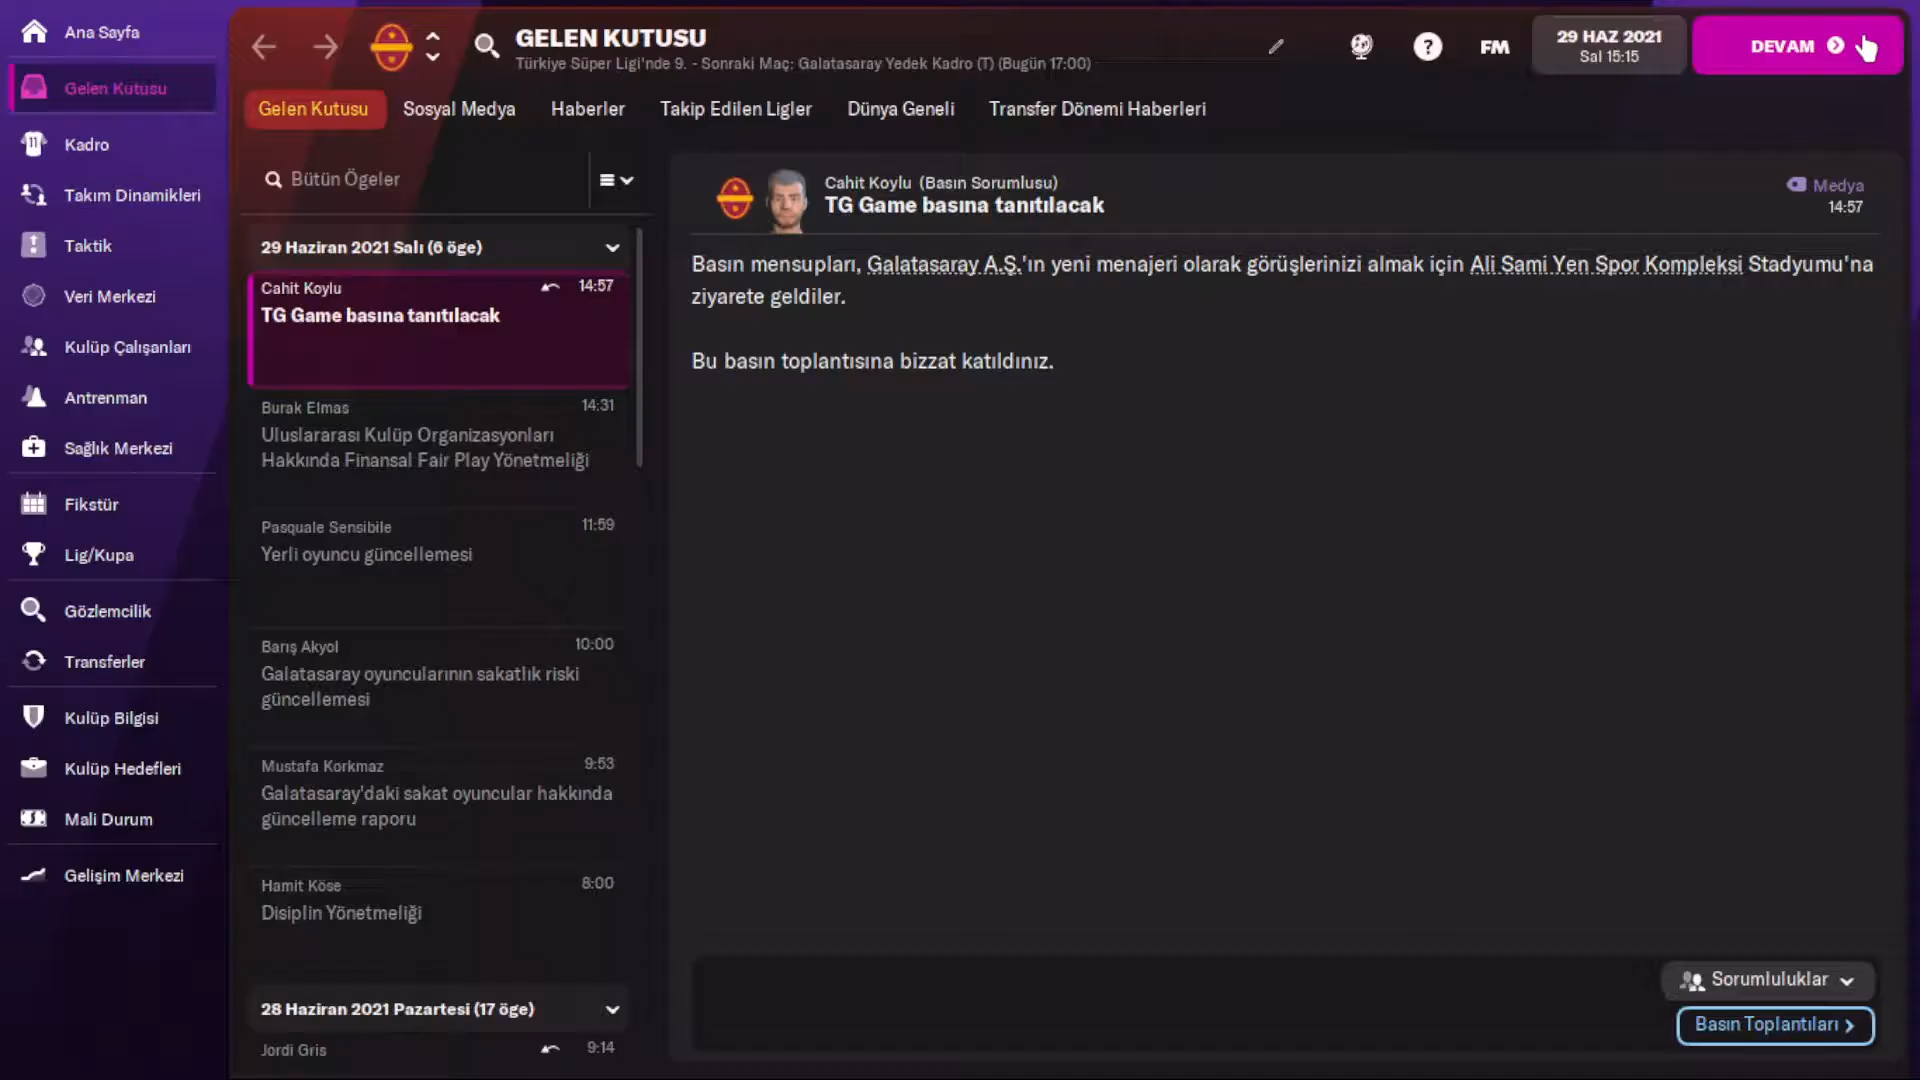 Ana Sayfa
Gelen Kutusu
Kadro
Takım Dinamikleri
Taktik
Veri Merkezi
Kulüp Çalışanları
Antrenman
Sağlık Merkezi
Fikstür
Lig/Kupa
Gözlemcilik
Transferler
Kulüp Bilgisi
Kulüp Hedefleri
Mali Durum
Gelişim Merkezi
GELEN KUTUSU
Türkiye Süper Ligi'nde 9. - Sonraki Maç: Galatasaray Yedek Kadro (T) (Bugün 17:00)
FM
29 HAZ 2021
Sal 15:15
DEVAM
Gelen Kutusu Sosyal Medya Haberler Takip Edilen Ligler Dünya Geneli Transfer Dönemi Haberleri
Bütün Ögeler
29 Haziran 2021 Salı (6 öge)
Cahit Koylu 14:57
TG Game basına tanıtılacak
Burak Elmas 14:31
Uluslararası Kulüp Organizasyonları
Hakkında Finansal Fair Play Yönetmeliği
Pasquale Sensibile 11:59
Yerli oyuncu güncellemesi
Barış Akyol 10:00
Galatasaray oyuncularının sakatlık riski
güncellemesi
Mustafa Korkmaz 9:53
Galatasaray'daki sakat oyuncular hakkında
güncelleme raporu
Hamit Köse 8:00
Disiplin Yönetmeliği
28 Haziran 2021 Pazartesi (17 öge)
Jordi Gris 9:14
Cahit Koylu (Basın Sorumlusu)
TG Game basına tanıtılacak
Medya
14:57
Basın mensupları, Galatasaray A.Ş.'ın yeni menajeri olarak görüşlerinizi almak için Ali Sami Yen Spor Kompleksi Stadyumu'na
ziyarete geldiler.
Bu basın toplantısına bizzat katıldınız.
Sorumluluklar
Basın Toplantıları